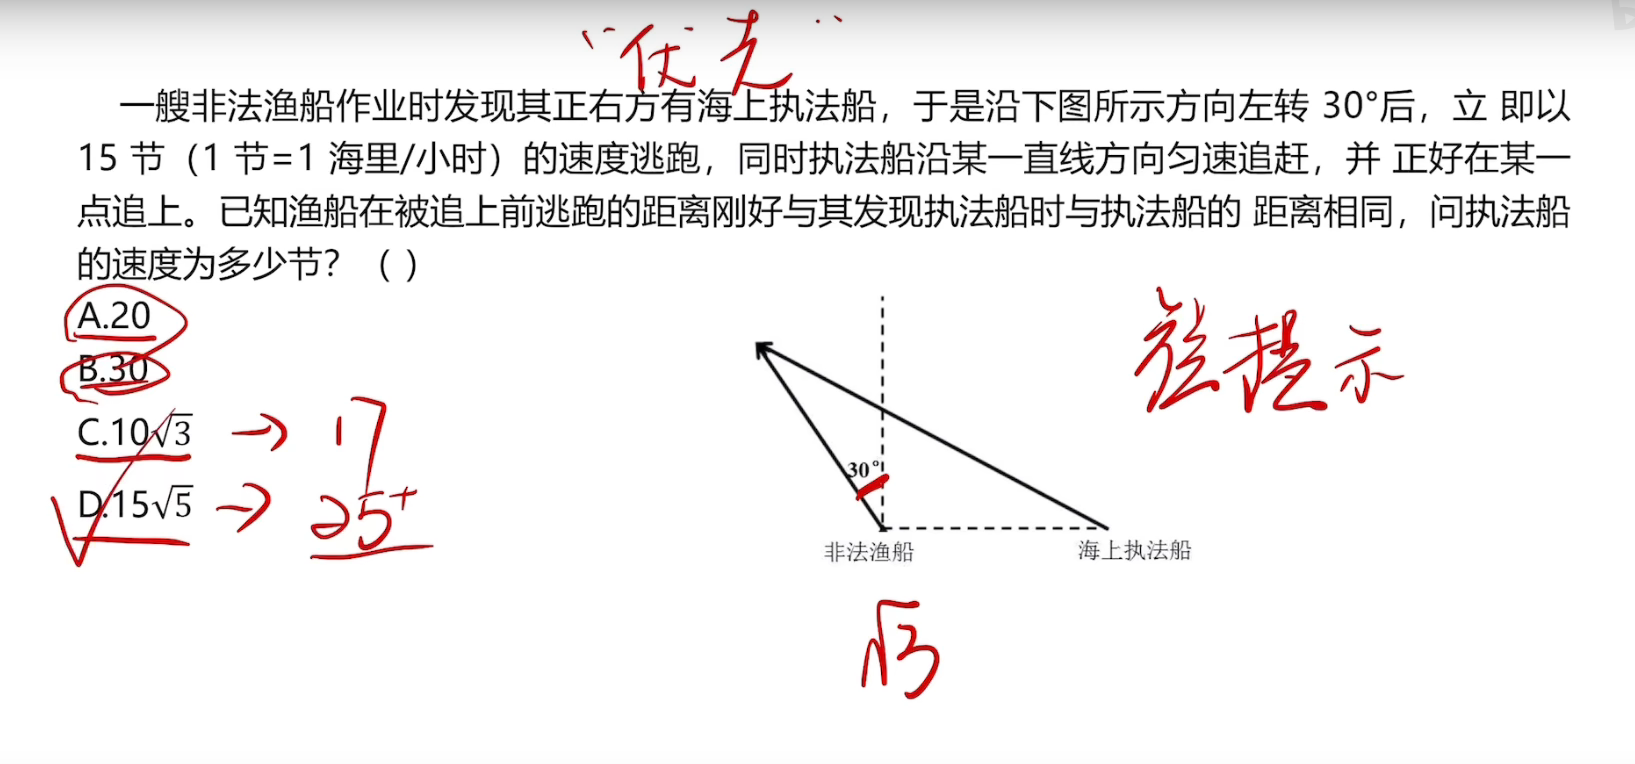 “优先”
一艘非法渔船作业时发现其正右方有海上执法船，于是沿下图所示方向左转 30°后，立 即以
15 节（1 节=1 海里/小时）的速度逃跑，同时执法船沿某一直线方向匀速追赶，并 正好在某一
点追上。已知渔船在被追上前逃跑的距离刚好与其发现执法船时与执法船的 距离相同，问执法船
的速度为多少节？（ ）
A.20
B.30
C.10√3 → 17
D.15√5 → 25+
30°
非法渔船
海上执法船
提示
√3